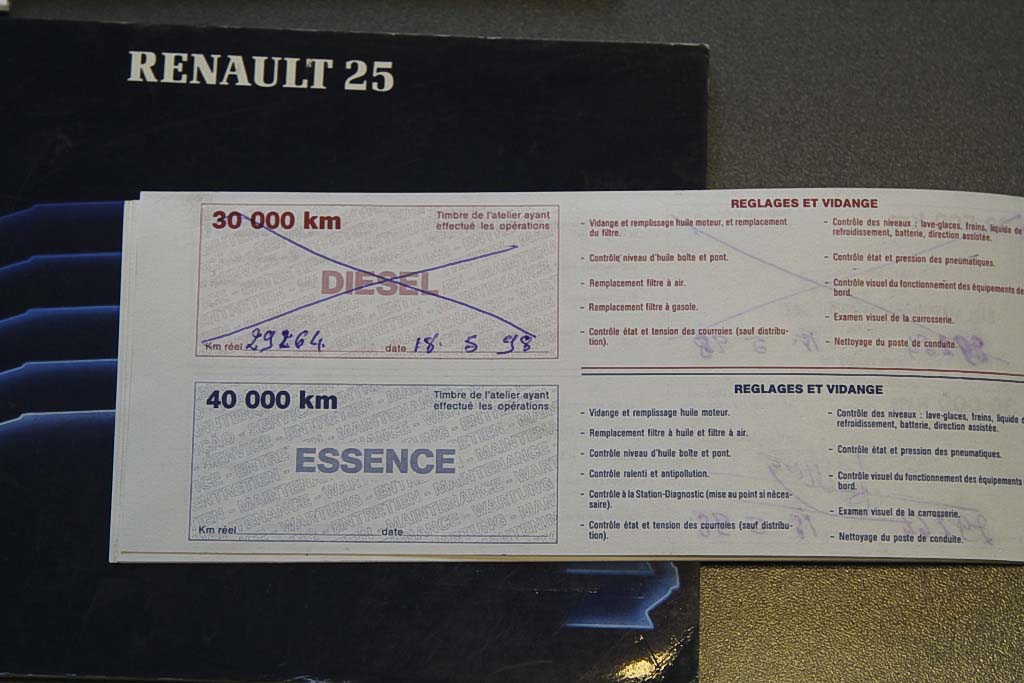 RENAULT 25
30 000 km
Timbre de l'atelier ayant
effectué les opérations
DIESEL
Km réel 29264 date 18. 5 98
REGLAGES ET VIDANGE
– Vidange et remplissage huile moteur, et remplacement
du filtre.
– Contrôle niveau d'huile boîte et pont.
– Remplacement filtre à air.
– Remplacement filtre à gasole.
– Contrôle état et tension des courroies (sauf distribu-
tion).
– Contrôle des niveaux : lave-glaces, freins, liquide de
refroidissement, batterie, direction assistée.
– Contrôle état et pression des pneumatiques.
– Contrôle visuel du fonctionnement des équipements de
bord.
– Examen visuel de la carrosserie.
– Nettoyage du poste de conduite.
40 000 km
Timbre de l'atelier ayant
effectué les opérations
ESSENCE
Km réel date
REGLAGES ET VIDANGE
– Vidange et remplissage huile moteur.
– Remplacement filtre à huile et filtre à air.
– Contrôle niveau d'huile boîte et pont.
– Contrôle ralenti et antipollution.
– Contrôle à la Station-Diagnostic (mise au point si néces-
saire).
– Contrôle état et tension des courroies (sauf distribu-
tion).
– Contrôle des niveaux : lave-glaces, freins, liquide
refroidissement, batterie, direction assistée.
– Contrôle état et pression des pneumatiques.
– Contrôle visuel du fonctionnement des équipements
bord.
– Examen visuel de la carrosserie.
– Nettoyage du poste de conduite.